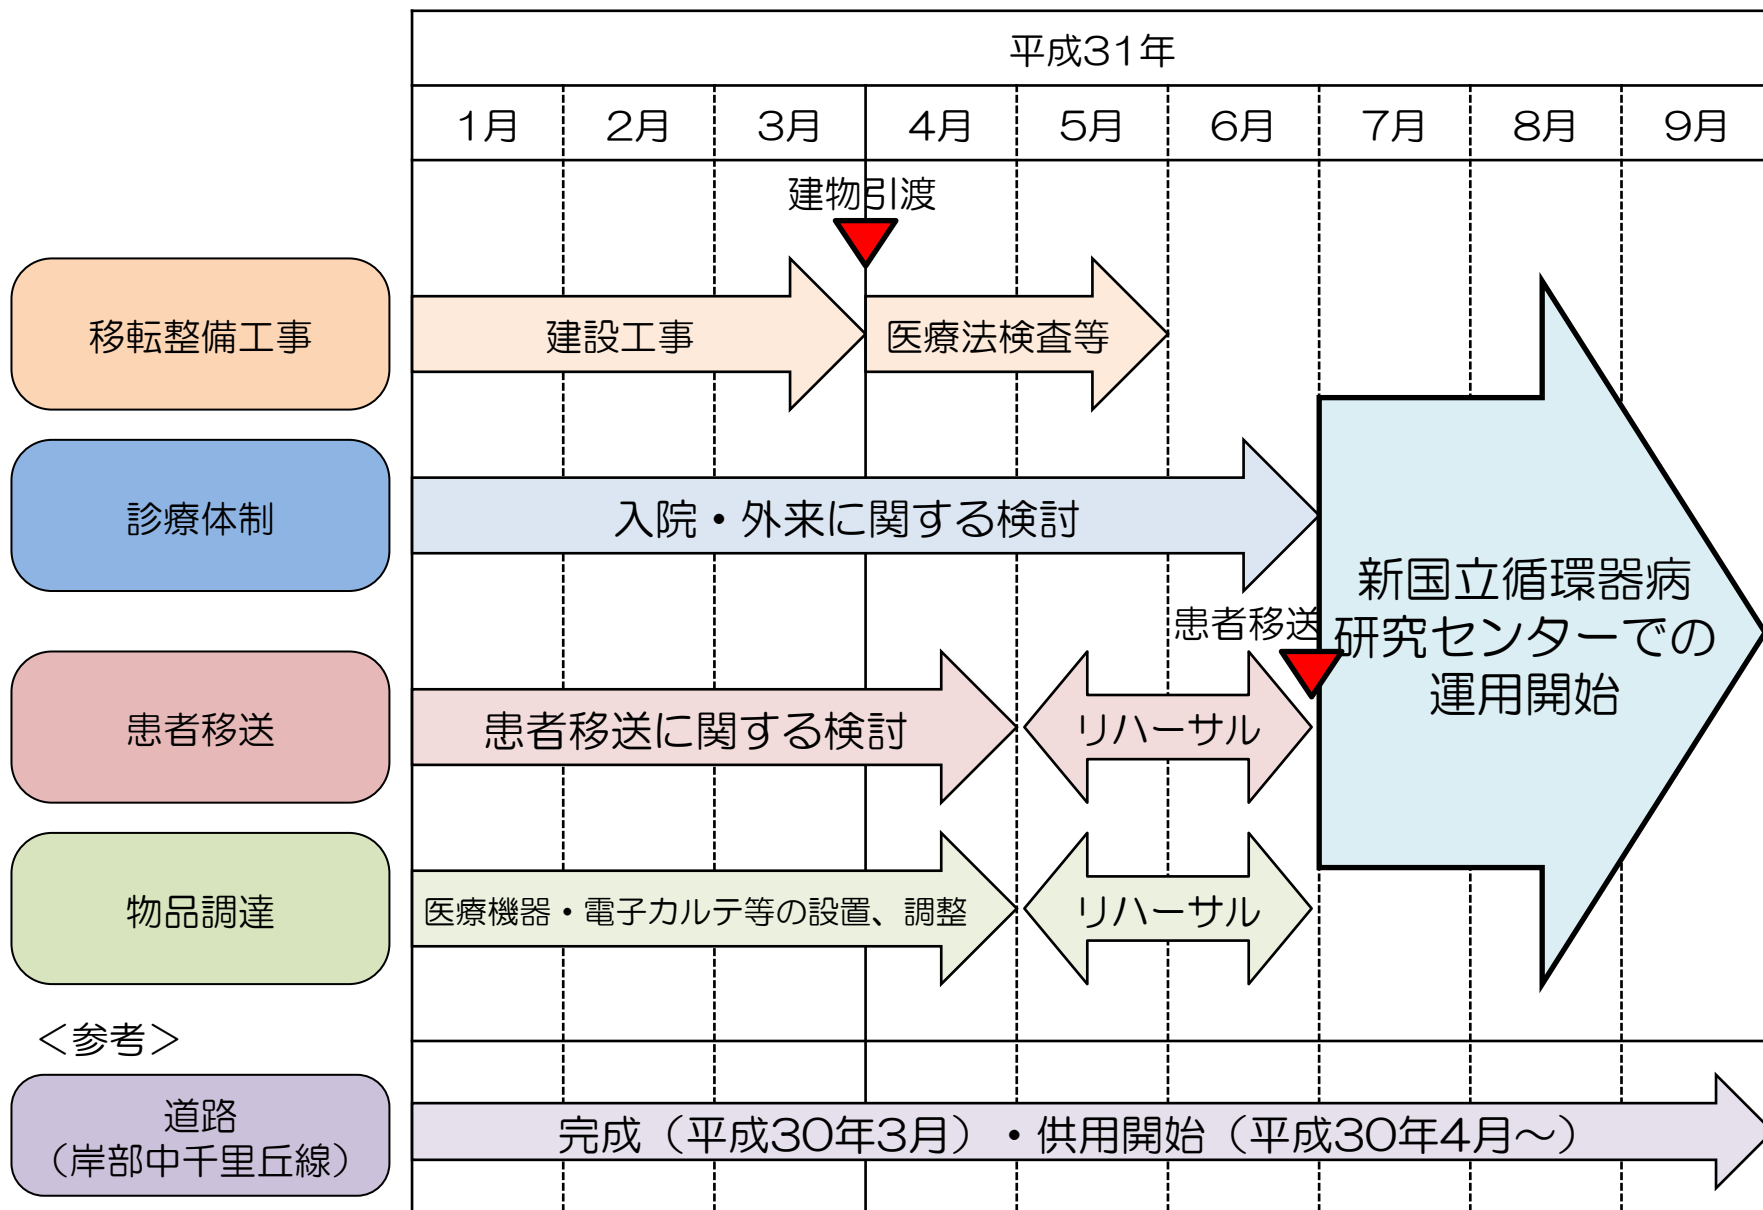 平成31年
1月 2月 3月 4月 5月 6月 7月 8月 9月
建物引渡
移転整備工事
建設工事
医療法検査等
診療体制
入院・外来に関する検討
新国立循環器病
研究センターでの
運用開始
患者移送
患者移送
患者移送に関する検討
リハーサル
物品調達
医療機器・電子カルテ等の設置、調整
リハーサル
＜参考＞
道路
（岸部中千里丘線）
完成（平成30年3月）・供用開始（平成30年4月～）